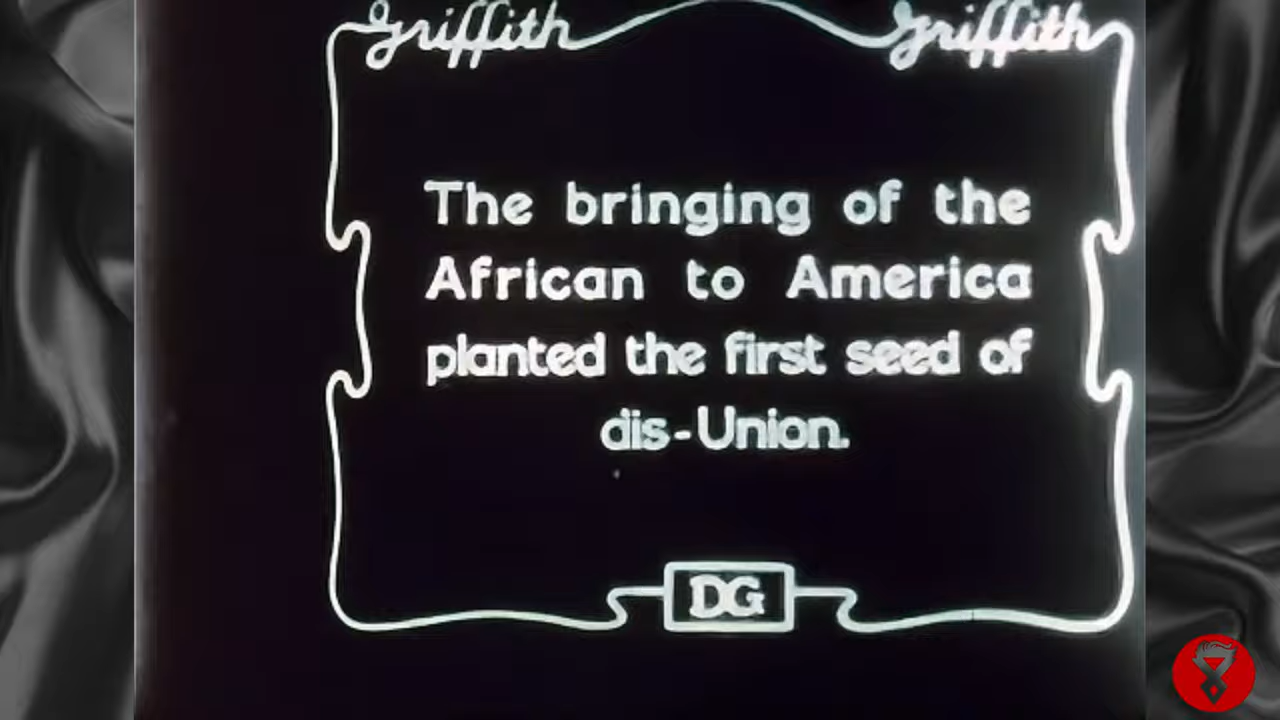 Griffith Griffith
The bringing of the
African to America
planted the first seed of
dis-Union.
DG